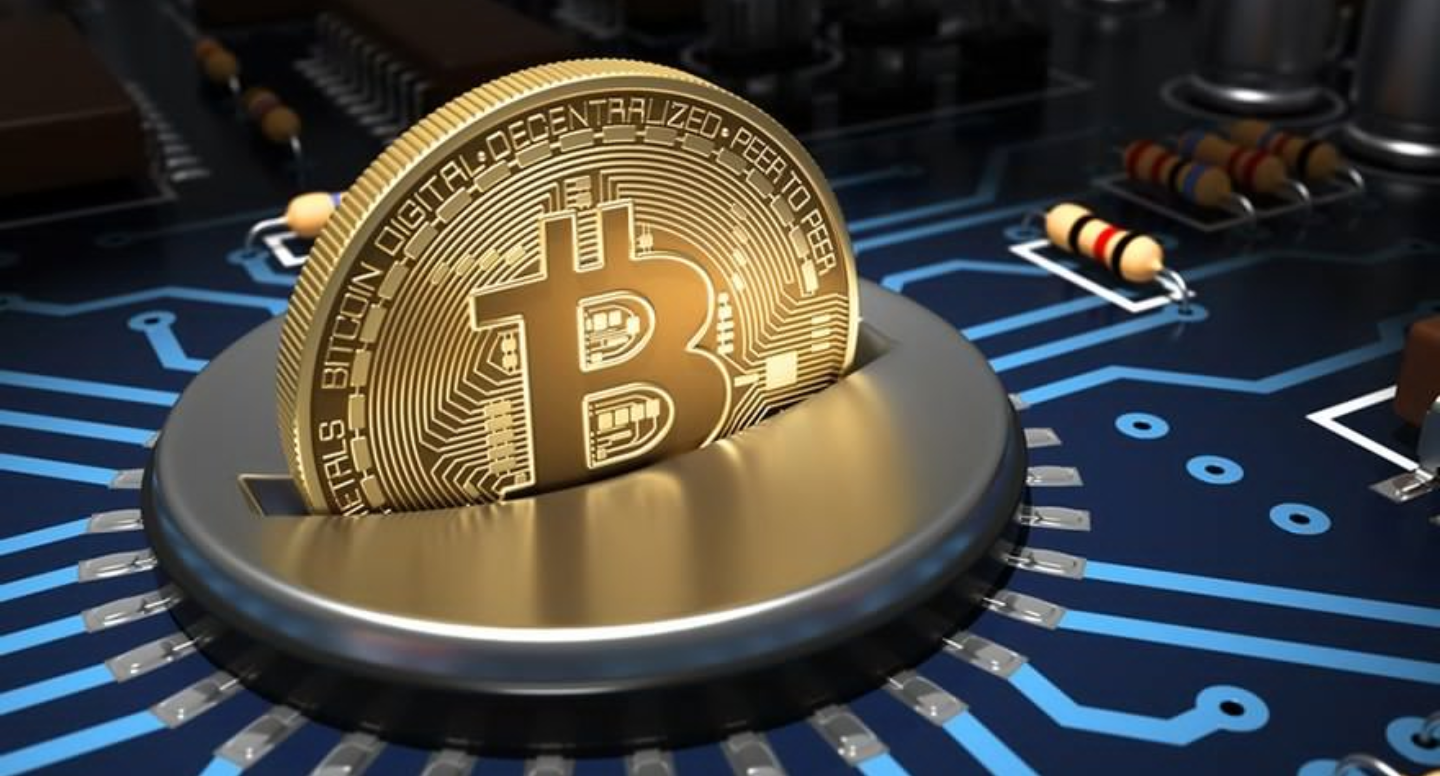 BITCOIN DIGITAL • DECENTRALIZED • PEER TO PEER